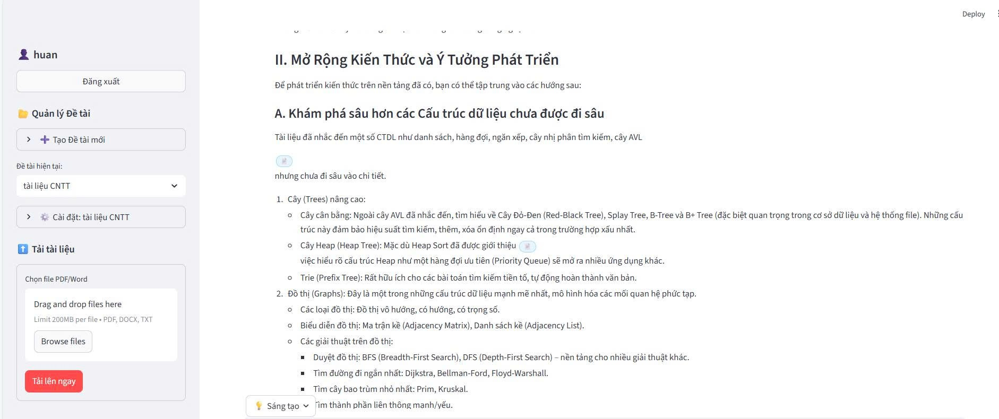 Deploy
huan
Đăng xuất
Quản lý Đề tài
Tạo Đề tài mới
Đề tài hiện tại:
tài liệu CNTT
Cài đặt: tài liệu CNTT
Tải tài liệu
Chọn file PDF/Word
Drag and drop files here
Limit 200MB per file • PDF, DOCX, TXT
Browse files
Tải lên ngay
II. Mở Rộng Kiến Thức và Ý Tưởng Phát Triển
Để phát triển kiến thức trên nền tảng đã có, bạn có thể tập trung vào các hướng sau:
A. Khám phá sâu hơn các Cấu trúc dữ liệu chưa được đi sâu
Tài liệu đã nhắc đến một số CTDL như danh sách, hàng đợi, ngăn xếp, cây nhị phân tìm kiếm, cây AVL
nhưng chưa đi sâu vào chi tiết.
1. Cây (Trees) nâng cao:
Cây cân bằng: Ngoài cây AVL đã nhắc đến, tìm hiểu về Cây Đỏ-Đen (Red-Black Tree), Splay Tree, B-Tree và B+ Tree (đặc biệt quan trọng trong cơ sở dữ liệu và hệ thống file). Những cấu
trúc này đảm bảo hiệu suất tìm kiếm, thêm, xóa ổn định ngay cả trong trường hợp xấu nhất.
Cây Heap (Heap Tree): Mặc dù Heap Sort đã được giới thiệu
việc hiểu rõ cấu trúc Heap như một hàng đợi ưu tiên (Priority Queue) sẽ mở ra nhiều ứng dụng khác.
Trie (Prefix Tree): Rất hữu ích cho các bài toán tìm kiếm tiền tố, tự động hoàn thành văn bản.
2. Đồ thị (Graphs): Đây là một trong những cấu trúc dữ liệu mạnh mẽ nhất, mô hình hóa các mối quan hệ phức tạp.
Các loại đồ thị: Đồ thị vô hướng, có hướng, có trọng số.
Biểu diễn đồ thị: Ma trận kề (Adjacency Matrix), Danh sách kề (Adjacency List).
Các giải thuật trên đồ thị:
Duyệt đồ thị: BFS (Breadth-First Search), DFS (Depth-First Search) – nền tảng cho nhiều giải thuật khác.
Tìm đường đi ngắn nhất: Dijkstra, Bellman-Ford, Floyd-Warshall.
Tìm cây bao trùm nhỏ nhất: Prim, Kruskal.
Tìm thành phần liên thông mạnh/yếu.
Sáng tạo